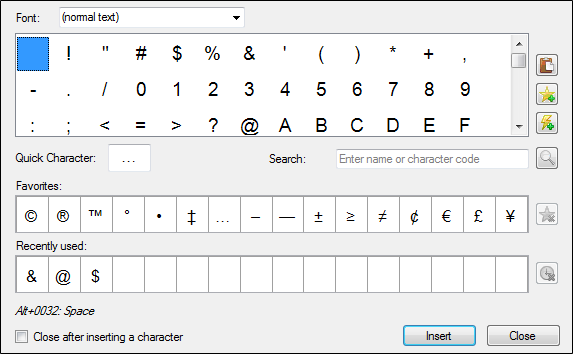 Font: (normal text)
! " # $ % & ' ( ) * + ,
- . / 0 1 2 3 4 5 6 7 8 9
: ; < = > ? @ A B C D E F
Quick Character: ... Search: Enter name or character code
Favorites:
© ® ™ ° • ‡ … – — ± ≥ ≠ ¢ € £ ¥
Recently used:
& @ $
Alt+0032: Space
Close after inserting a character Insert Close